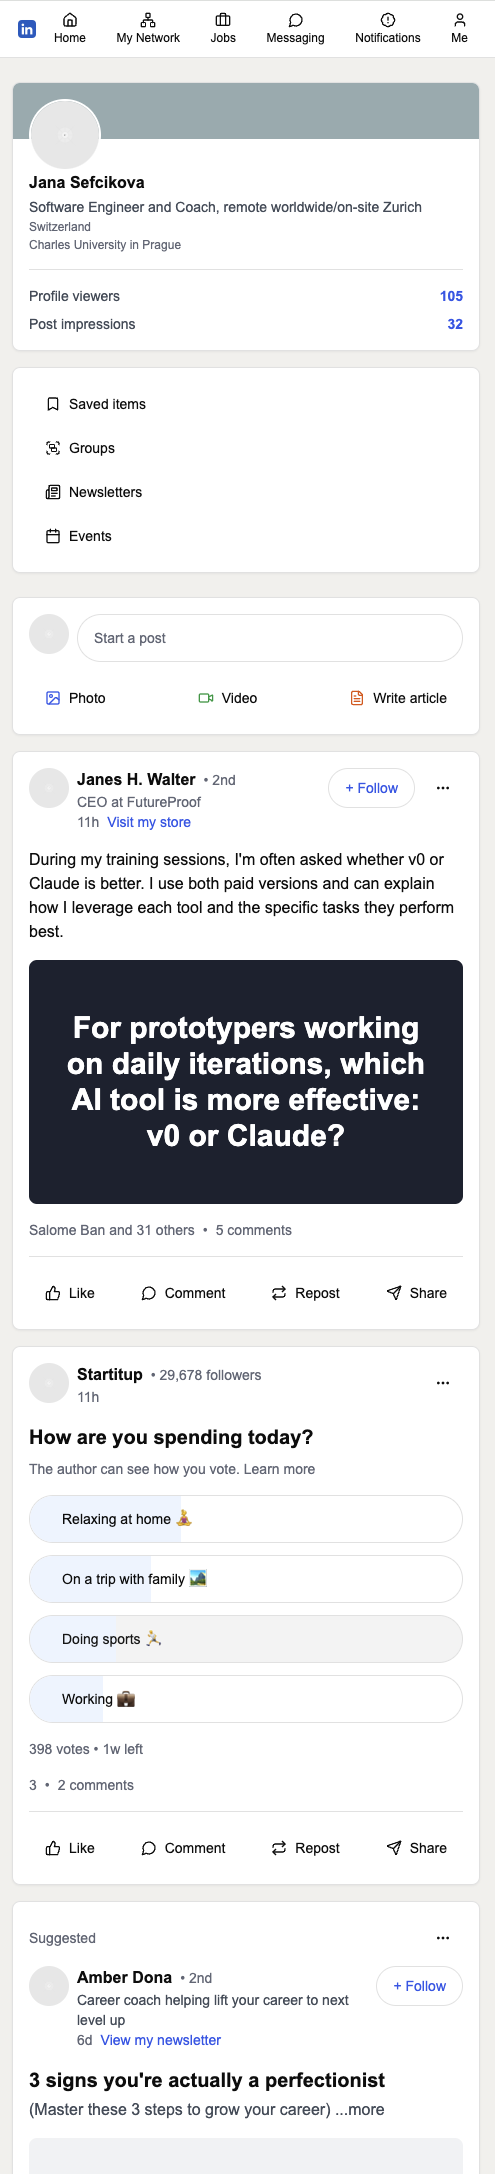 in
Home
My Network
Jobs
Messaging
Notifications
Me
Jana Sefcikova
Software Engineer and Coach, remote worldwide/on-site Zurich
Switzerland
Charles University in Prague
Profile viewers 105
Post impressions 32
Saved items
Groups
Newsletters
Events
Start a post
Photo
Video
Write article
Janes H. Walter • 2nd
+ Follow
CEO at FutureProof
11h Visit my store
During my training sessions, I'm often asked whether v0 or
Claude is better. I use both paid versions and can explain
how I leverage each tool and the specific tasks they perform
best.
For prototypers working
on daily iterations, which
AI tool is more effective:
v0 or Claude?
Salome Ban and 31 others • 5 comments
Like
Comment
Repost
Share
Startitup • 29,678 followers
11h
How are you spending today?
The author can see how you vote. Learn more
Relaxing at home 🧘
On a trip with family 🏞️
Doing sports 🏃
Working 💼
398 votes • 1w left
3 • 2 comments
Like
Comment
Repost
Share
Suggested
Amber Dona • 2nd
+ Follow
Career coach helping lift your career to next
level up
6d View my newsletter
3 signs you're actually a perfectionist
(Master these 3 steps to grow your career) ...more